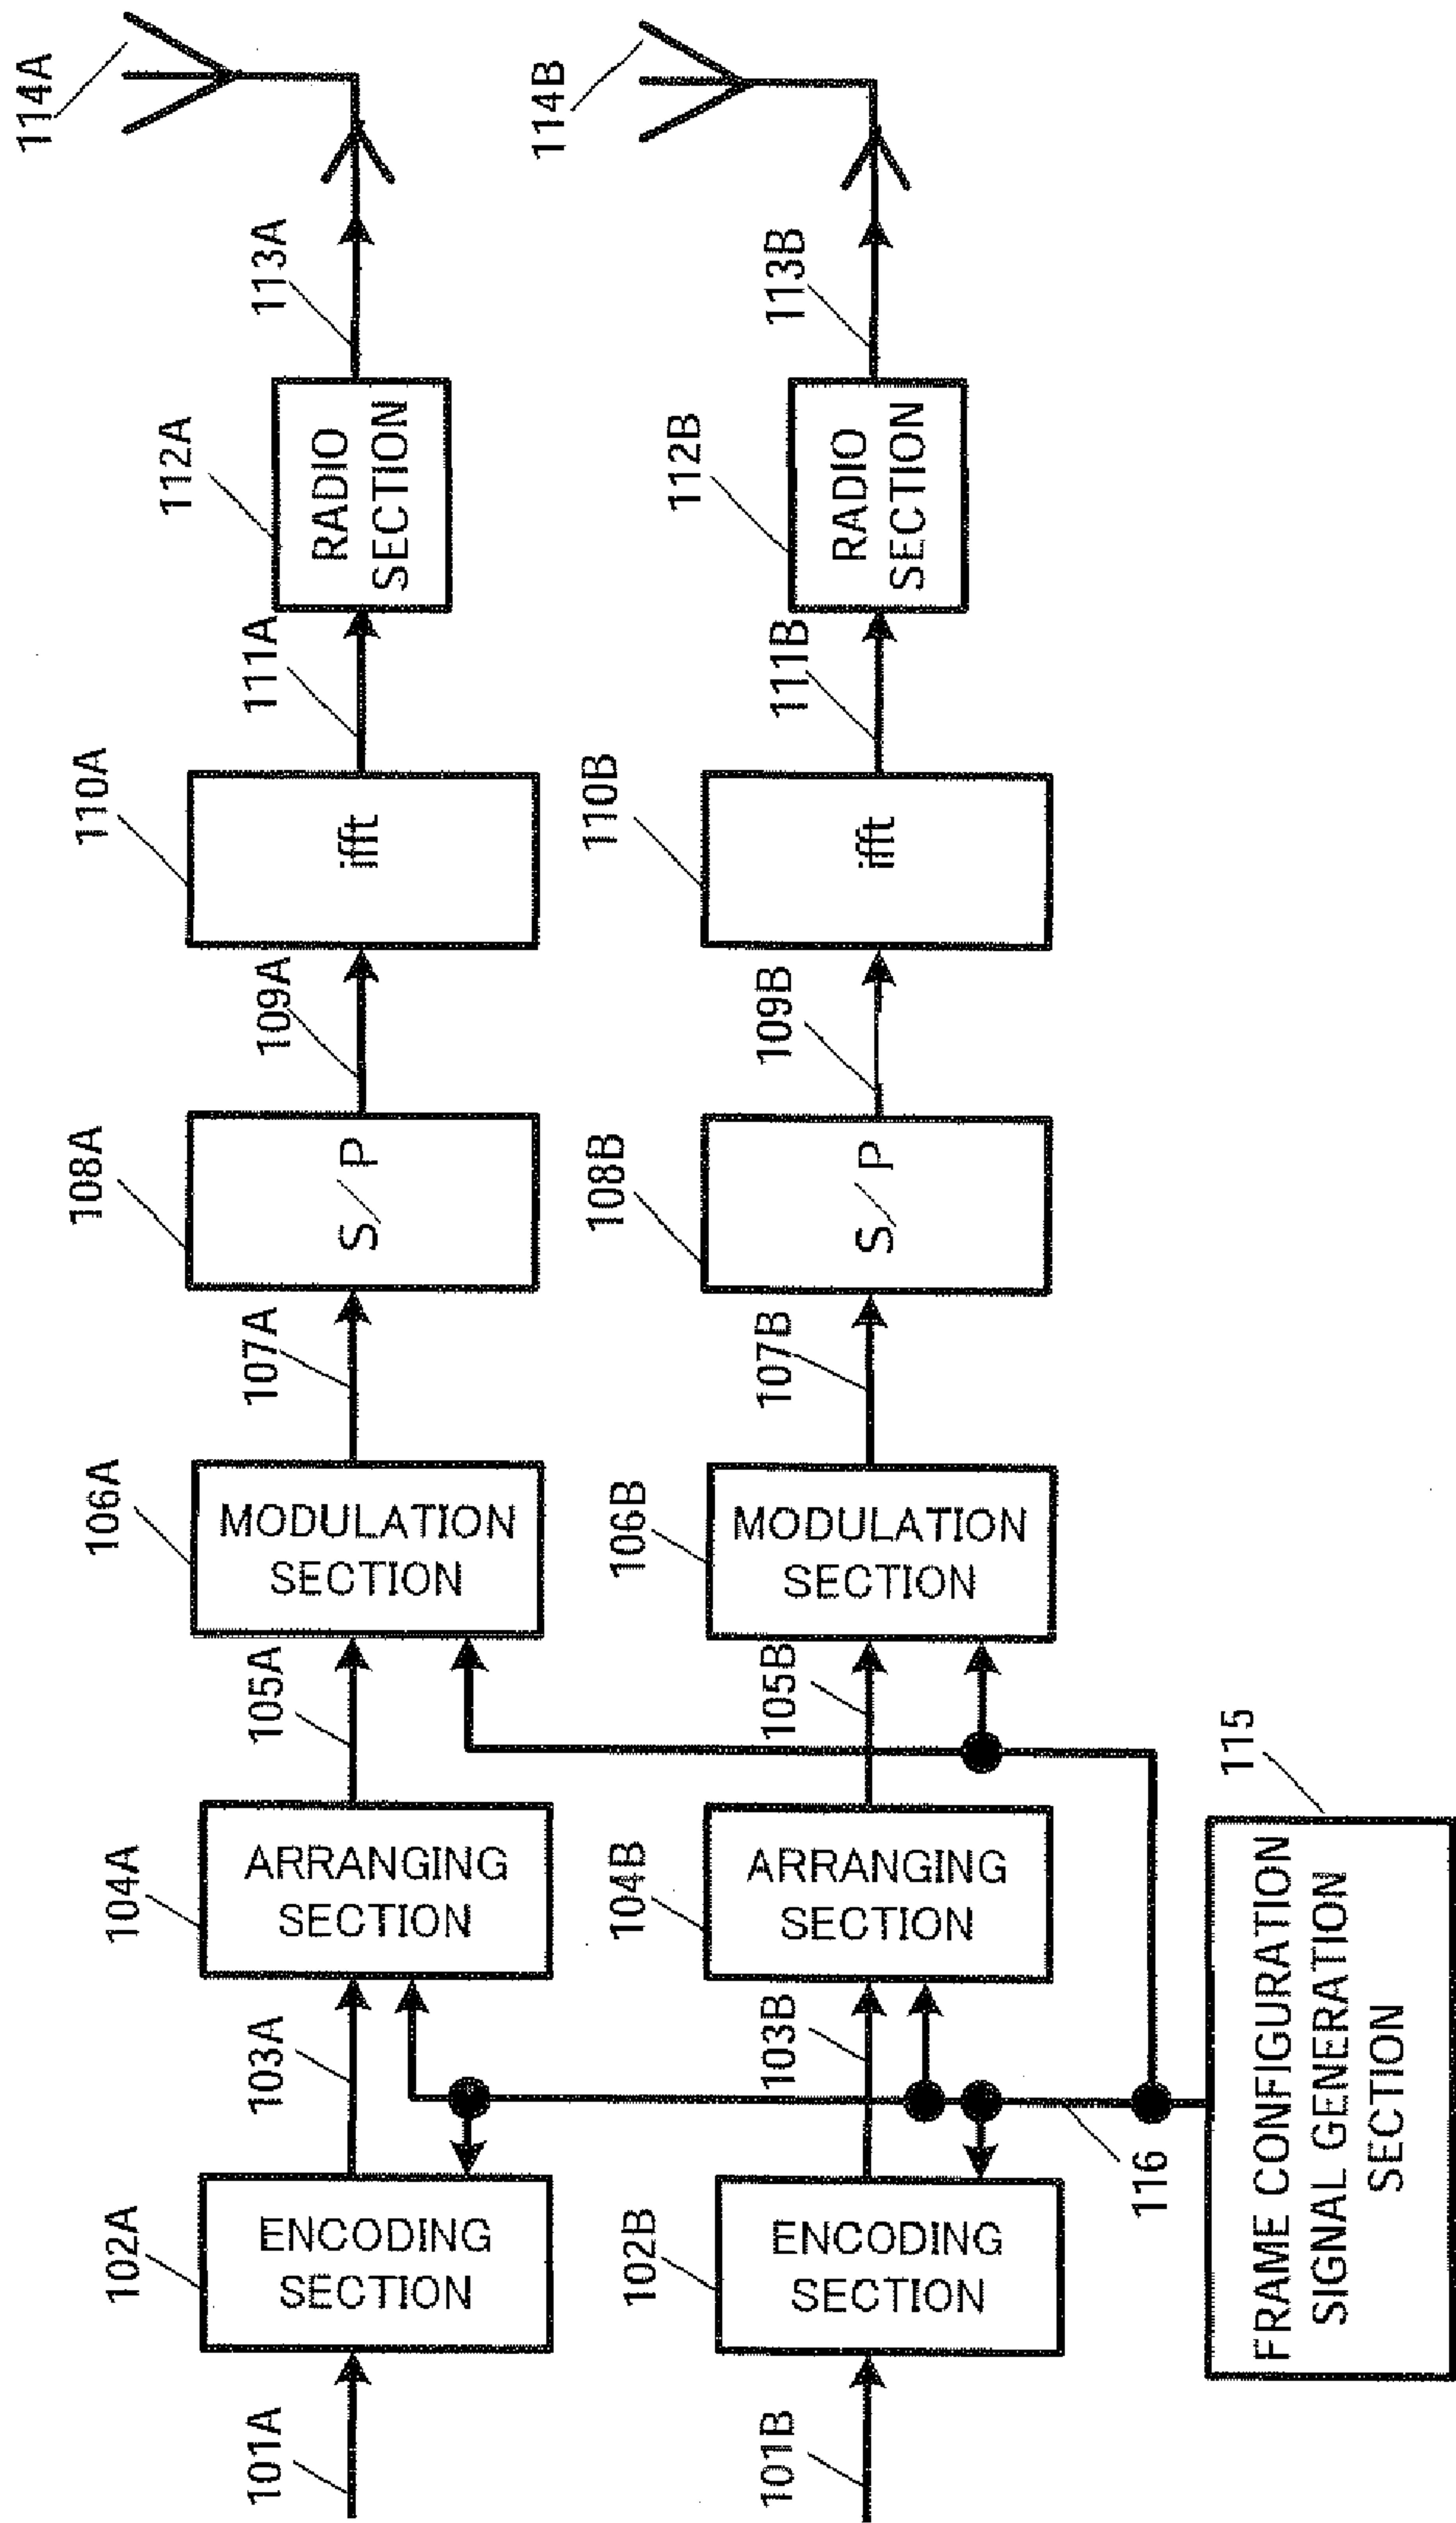 101A
102A
ENCODING
SECTION
103A
104A
ARRANGING
SECTION
105A
106A
MODULATION
SECTION
107A
108A
S/P
109A
110A
ifft
111A
112A
RADIO
SECTION
113A
114A
101B
102B
ENCODING
SECTION
103B
104B
ARRANGING
SECTION
105B
106B
MODULATION
SECTION
107B
108B
S/P
109B
110B
ifft
111B
112B
RADIO
SECTION
113B
114B
116
115
FRAME CONFIGURATION
SIGNAL GENERATION
SECTION